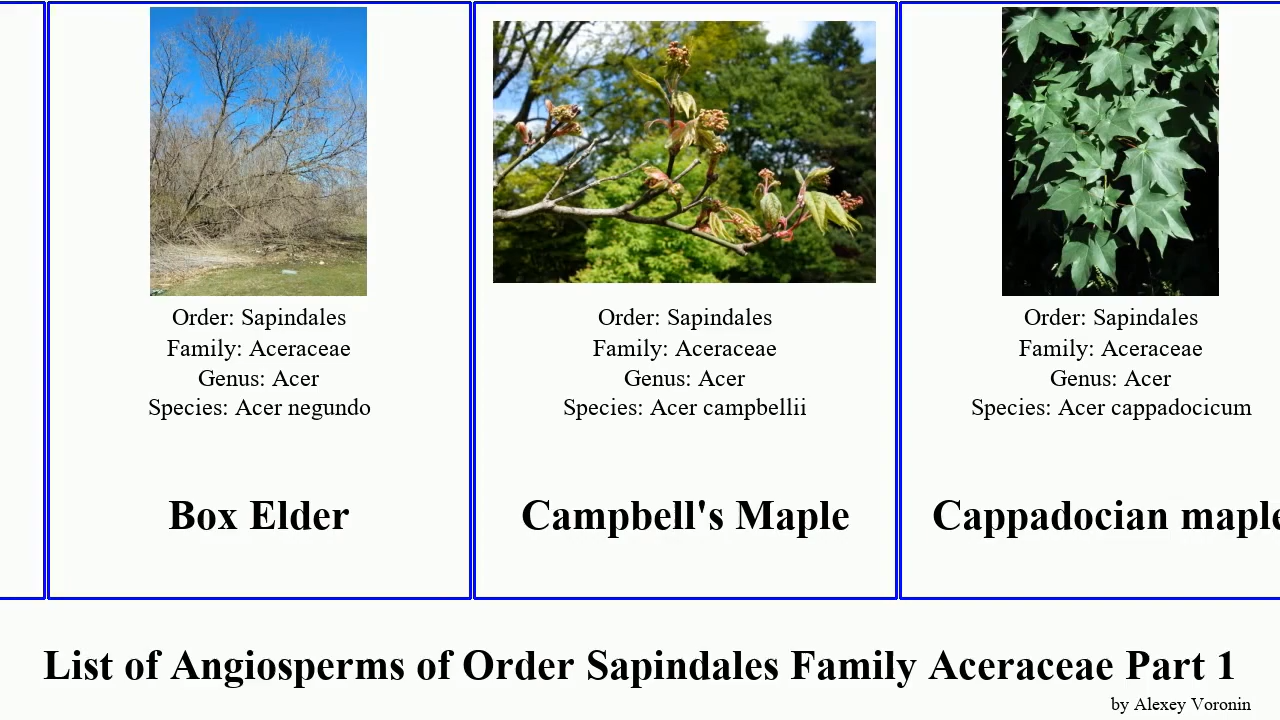 Order: Sapindales
Family: Aceraceae
Genus: Acer
Species: Acer negundo
Box Elder
Order: Sapindales
Family: Aceraceae
Genus: Acer
Species: Acer campbellii
Campbell's Maple
Order: Sapindales
Family: Aceraceae
Genus: Acer
Species: Acer cappadocicum
Cappadocian maple
List of Angiosperms of Order Sapindales Family Aceraceae Part 1
by Alexey Voronin